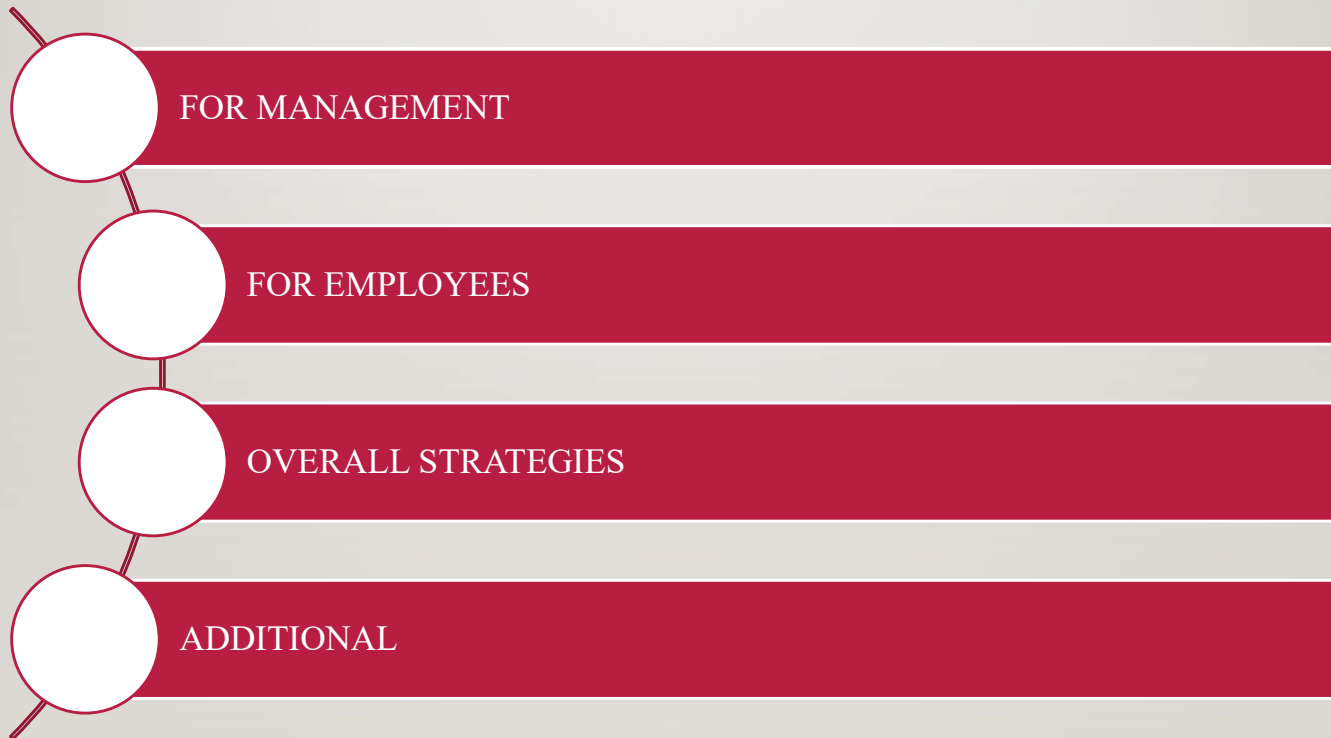 FOR MANAGEMENT
FOR EMPLOYEES
OVERALL STRATEGIES
ADDITIONAL